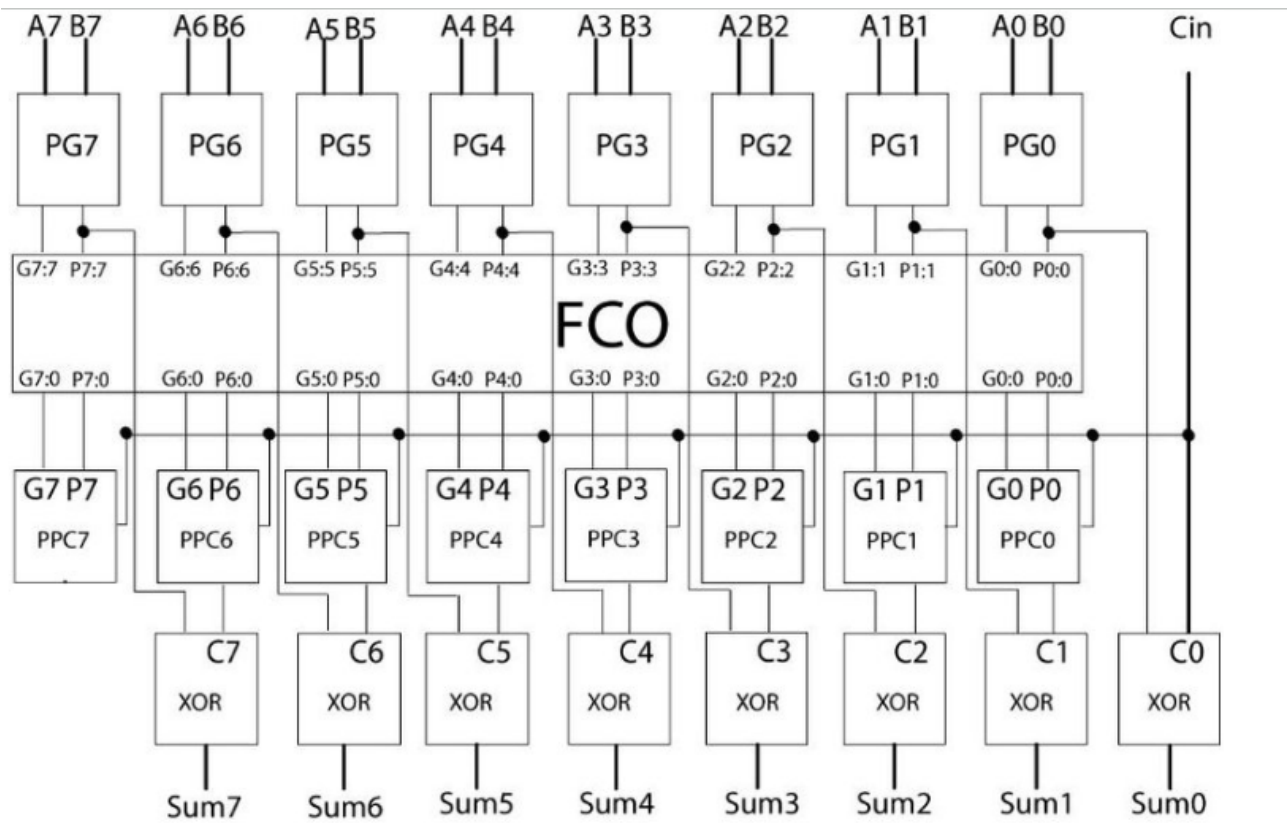 A7 B7 A6 B6 A5 B5 A4 B4 A3 B3 A2 B2 A1 B1 A0 B0 Cin
PG7 PG6 PG5 PG4 PG3 PG2 PG1 PG0
G7:7 P7:7 G6:6 P6:6 G5:5 P5:5 G4:4 P4:4 G3:3 P3:3 G2:2 P2:2 G1:1 P1:1 G0:0 P0:0
FCO
G7:0 P7:0 G6:0 P6:0 G5:0 P5:0 G4:0 P4:0 G3:0 P3:0 G2:0 P2:0 G1:0 P1:0 G0:0 P0:0
G7 P7 G6 P6 G5 P5 G4 P4 G3 P3 G2 P2 G1 P1 G0 P0
PPC7 PPC6 PPC5 PPC4 PPC3 PPC2 PPC1 PPC0
C7 C6 C5 C4 C3 C2 C1 C0
XOR XOR XOR XOR XOR XOR XOR XOR
Sum7 Sum6 Sum5 Sum4 Sum3 Sum2 Sum1 Sum0